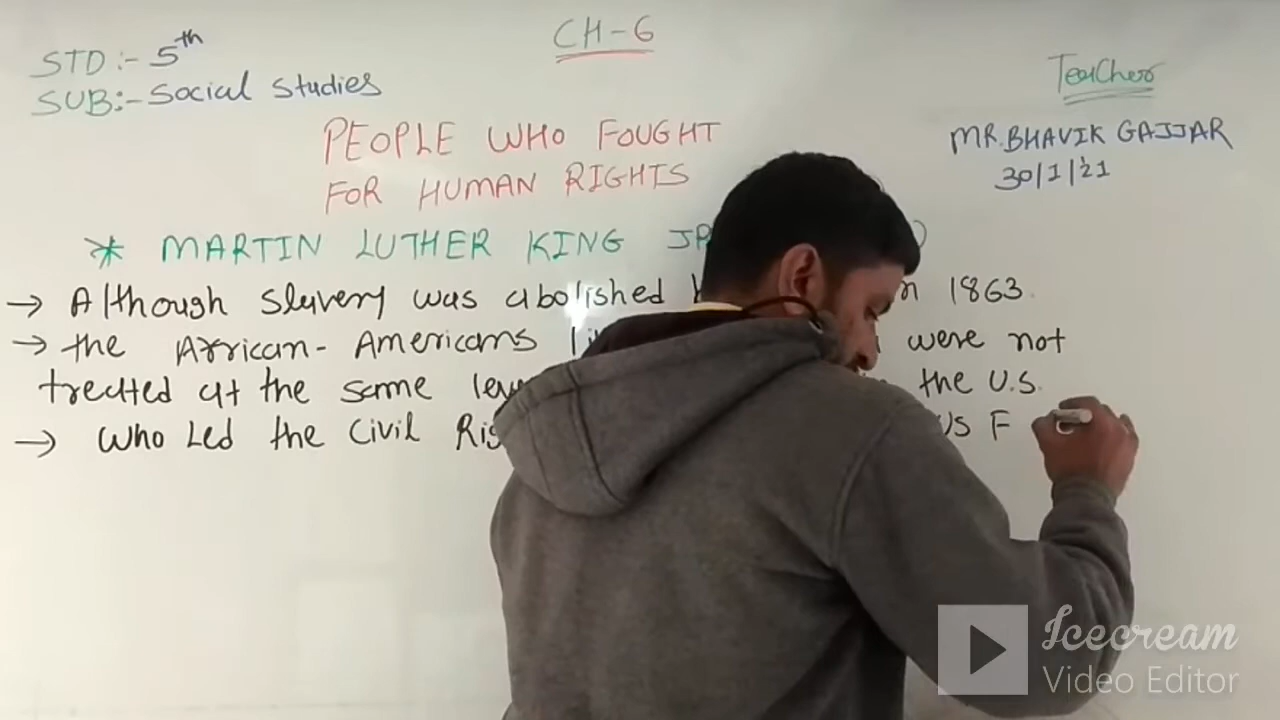 CH-6
STD:- 5th
SUB:- Social Studies
Teacher
MR. BHAVIK GAJJAR
30/1/21
PEOPLE WHO FOUGHT
FOR HUMAN RIGHTS
* MARTIN LUTHER KING
→ Although slavery was abolished 1863.
→ the African-Americans were not
treated at the same the U.S.
→ Who Led the Civil US F
Icecream
Video Editor